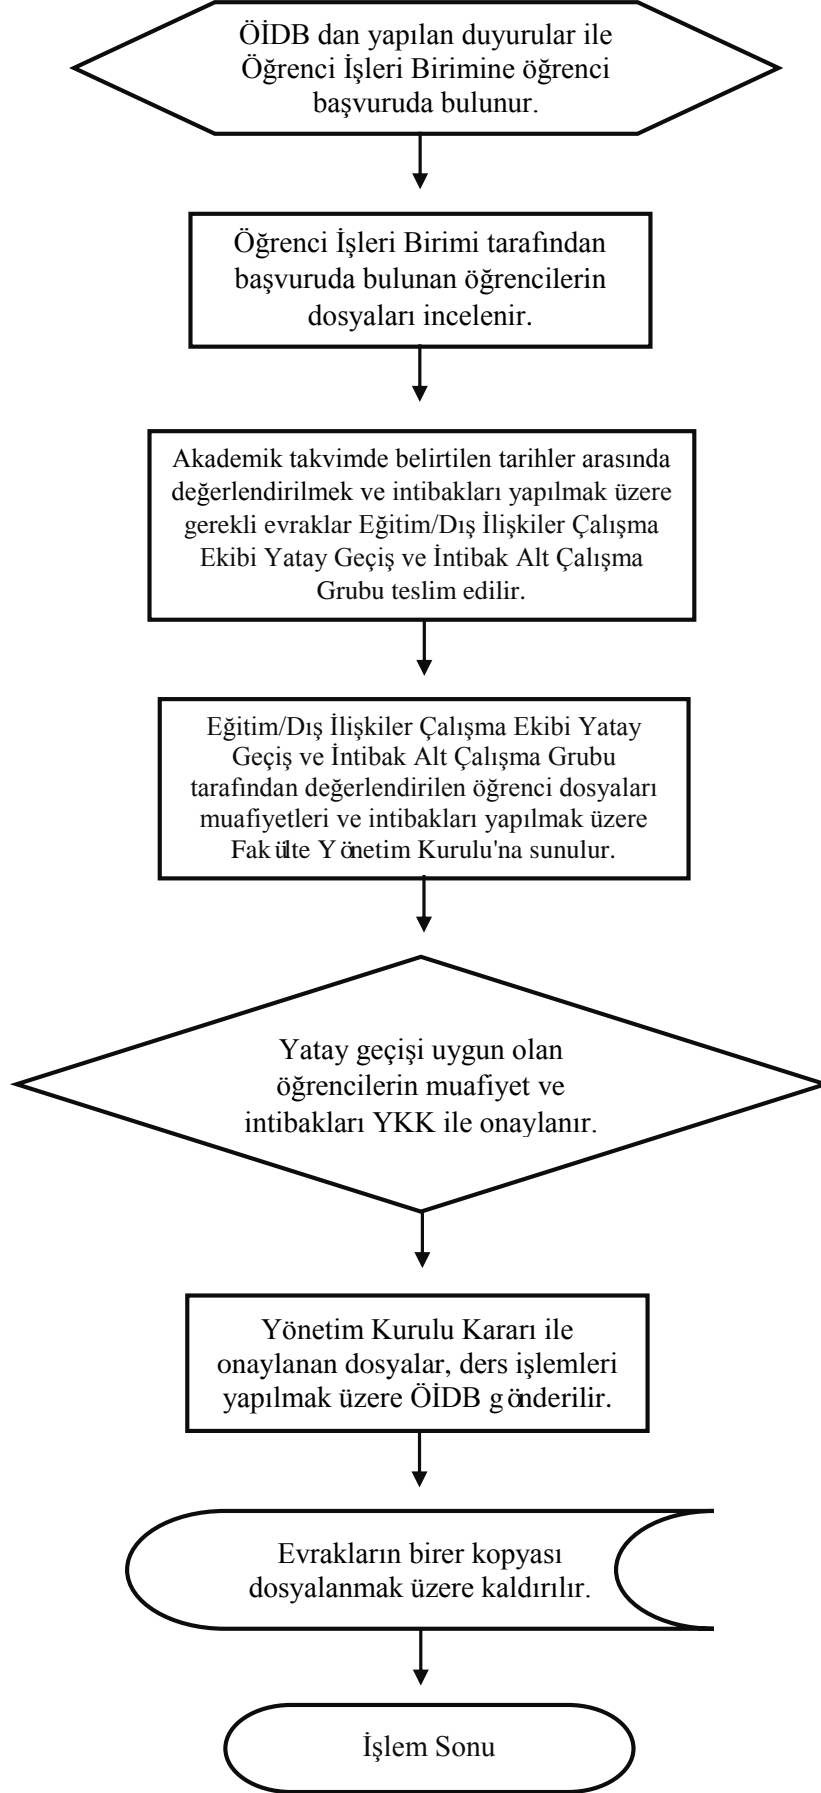 ÖİDB dan yapılan duyurular ile
Öğrenci İşleri Birimine öğrenci
başvuruda bulunur.
Öğrenci İşleri Birimi tarafından
başvuruda bulunan öğrencilerin
dosyaları incelenir.
Akademik takvimde belirtilen tarihler arasında
değerlendirilmek ve intibakları yapılmak üzere
gerekli evraklar Eğitim/Dış İlişkiler Çalışma
Ekibi Yatay Geçiş ve İntibak Alt Çalışma
Grubu teslim edilir.
Eğitim/Dış İlişkiler Çalışma Ekibi Yatay
Geçiş ve İntibak Alt Çalışma Grubu
tarafından değerlendirilen öğrenci dosyaları
muafiyetleri ve intibakları yapılmak üzere
Fakülte Yönetim Kurulu'na sunulur.
Yatay geçişi uygun olan
öğrencilerin muafiyet ve
intibakları YKK ile onaylanır.
Yönetim Kurulu Kararı ile
onaylanan dosyalar, ders işlemleri
yapılmak üzere ÖİDB gönderilir.
Evrakların birer kopyası
dosyalanmak üzere kaldırılır.
İşlem Sonu